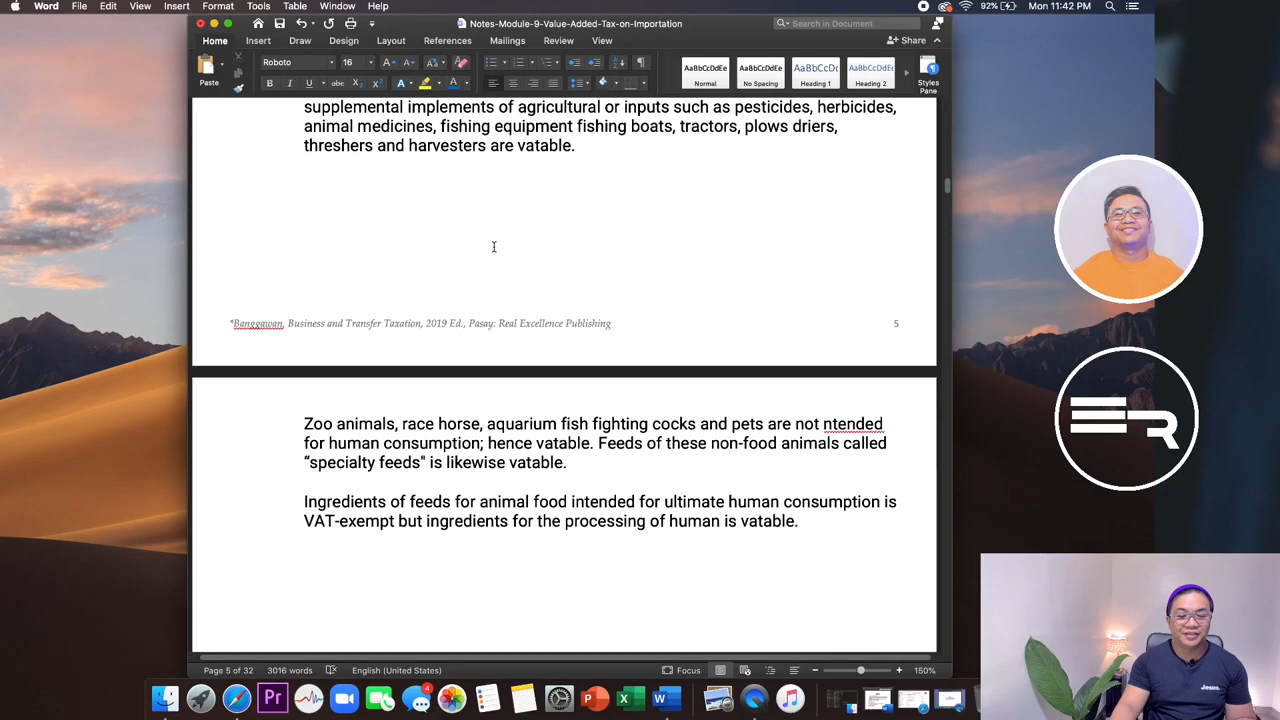 Word File Edit View Insert Format Tools Table Window Help
92% Mon 11:42 PM
Notes-Module-9-Value-Added-Tax-on-Importation
Search in Document
Home Insert Draw Design Layout References Mailings Review View
Share
Roboto 16
Paste
AaBbCcDdEe AaBbCcDdEe AaBbCcDc AaBbCcDdEe
Normal No Spacing Heading 1 Heading 2
Styles
Pane
supplemental implements of agricultural or inputs such as pesticides, herbicides,
animal medicines, fishing equipment fishing boats, tractors, plows driers,
threshers and harvesters are vatable.
*Banggawan, Business and Transfer Taxation, 2019 Ed., Pasay: Real Excellence Publishing 5
Zoo animals, race horse, aquarium fish fighting cocks and pets are not ntended
for human consumption; hence vatable. Feeds of these non-food animals called
“specialty feeds" is likewise vatable.
Ingredients of feeds for animal food intended for ultimate human consumption is
VAT-exempt but ingredients for the processing of human is vatable.
Page 5 of 32 3016 words English (United States)
Focus
150%
ER
Jesus.
Pr
4